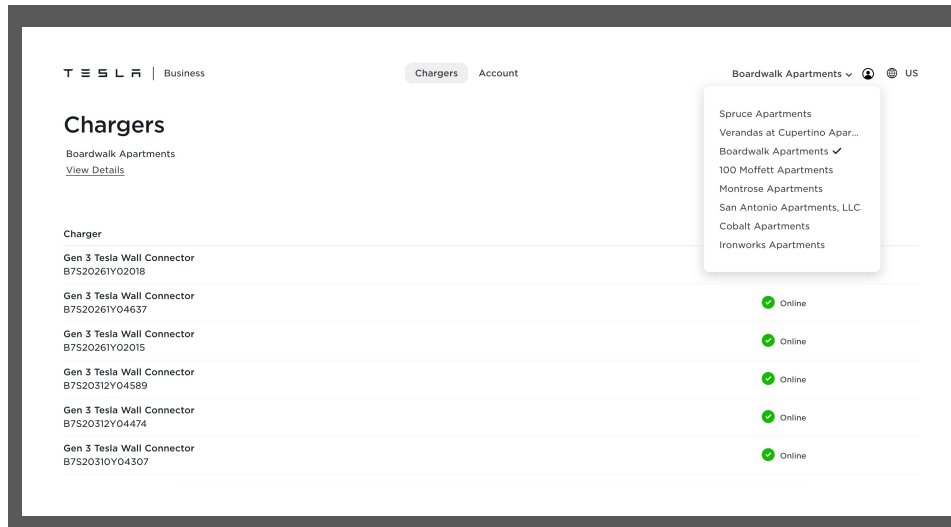 TESLA | Business
Chargers Account
Boardwalk Apartments US
Chargers
Boardwalk Apartments
View Details
Spruce Apartments
Verandas at Cupertino Apar...
Boardwalk Apartments
100 Moffett Apartments
Montrose Apartments
San Antonio Apartments, LLC
Cobalt Apartments
Ironworks Apartments
Charger
Gen 3 Tesla Wall Connector
B7S20261Y02018
Gen 3 Tesla Wall Connector
B7S20261Y04637
Online
Gen 3 Tesla Wall Connector
B7S20261Y02015
Online
Gen 3 Tesla Wall Connector
B7S20312Y04589
Online
Gen 3 Tesla Wall Connector
B7S20312Y04474
Online
Gen 3 Tesla Wall Connector
B7S20310Y04307
Online